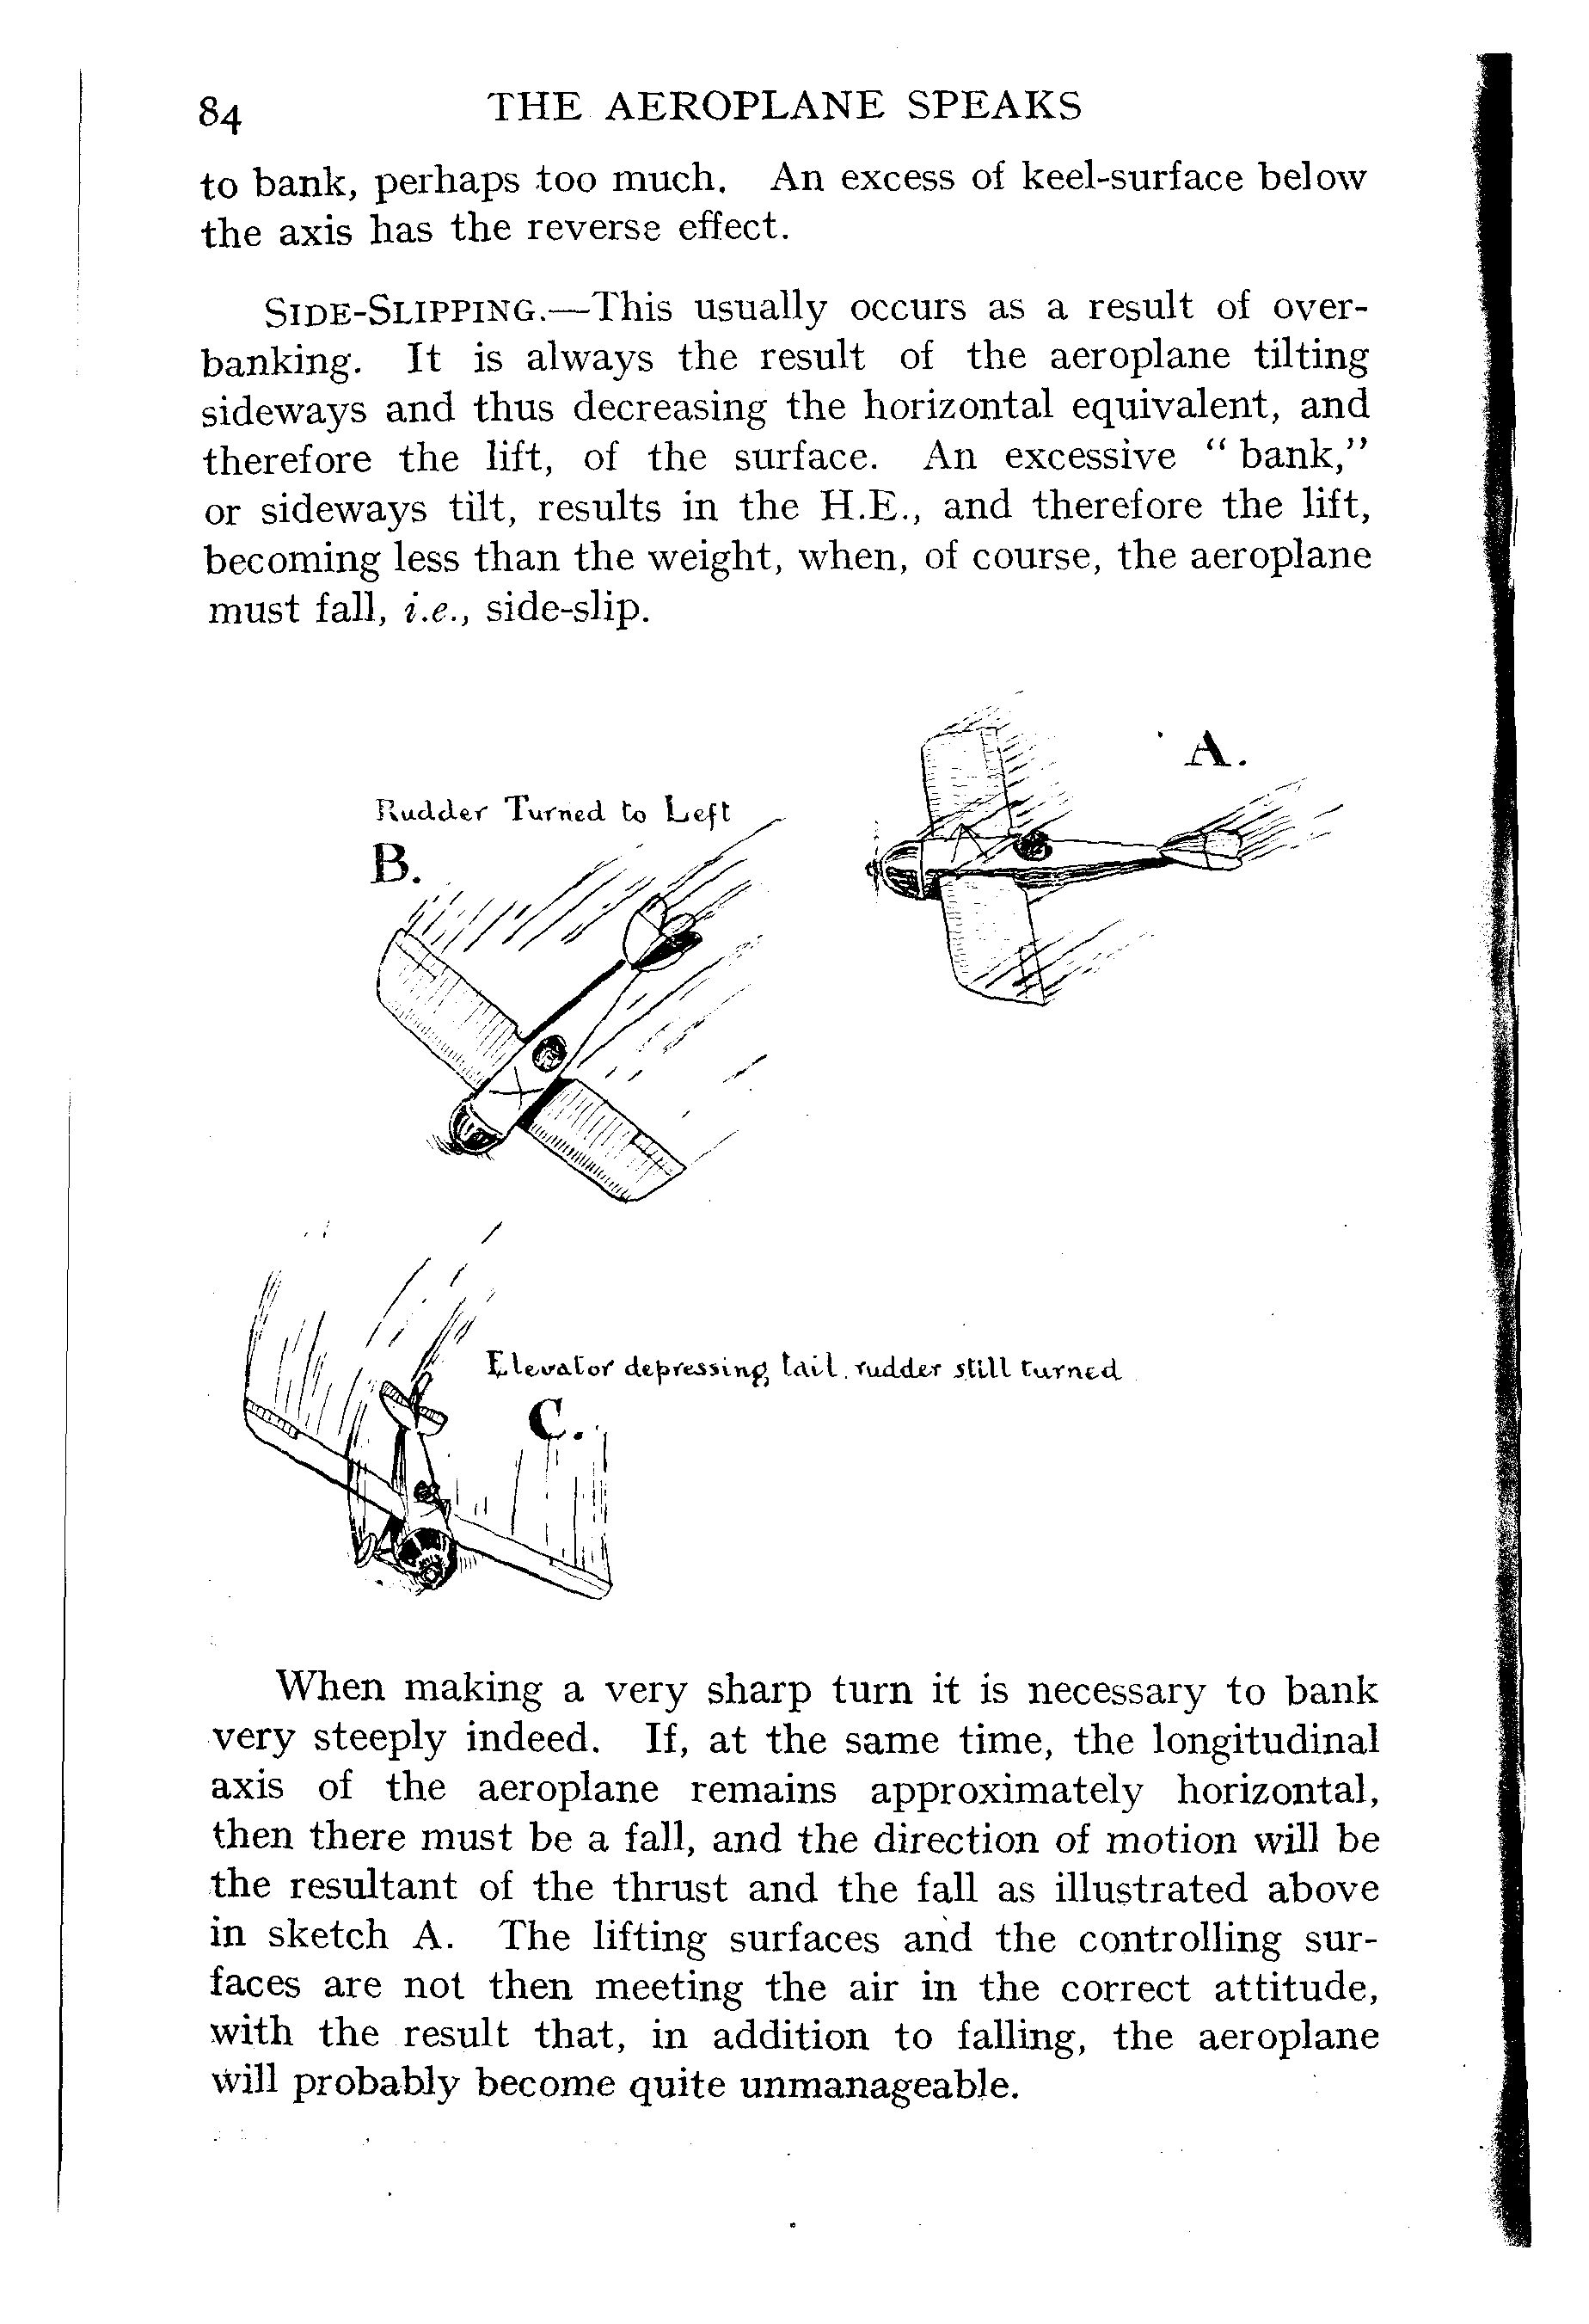 84 THE AEROPLANE SPEAKS
to bank, perhaps too much. An excess of keel-surface below
the axis has the reverse effect.
SIDE-SLIPPING.—This usually occurs as a result of over-
banking. It is always the result of the aeroplane tilting
sideways and thus decreasing the horizontal equivalent, and
therefore the lift, of the surface. An excessive “bank,”
or sideways tilt, results in the H.E., and therefore the lift,
becoming less than the weight, when, of course, the aeroplane
must fall, i.e., side-slip.
A.
Rudder Turned to Left
B.
Elevator depressing tail. rudder still turned
C.
When making a very sharp turn it is necessary to bank
very steeply indeed. If, at the same time, the longitudinal
axis of the aeroplane remains approximately horizontal,
then there must be a fall, and the direction of motion will be
the resultant of the thrust and the fall as illustrated above
in sketch A. The lifting surfaces and the controlling sur-
faces are not then meeting the air in the correct attitude,
with the result that, in addition to falling, the aeroplane
will probably become quite unmanageable.